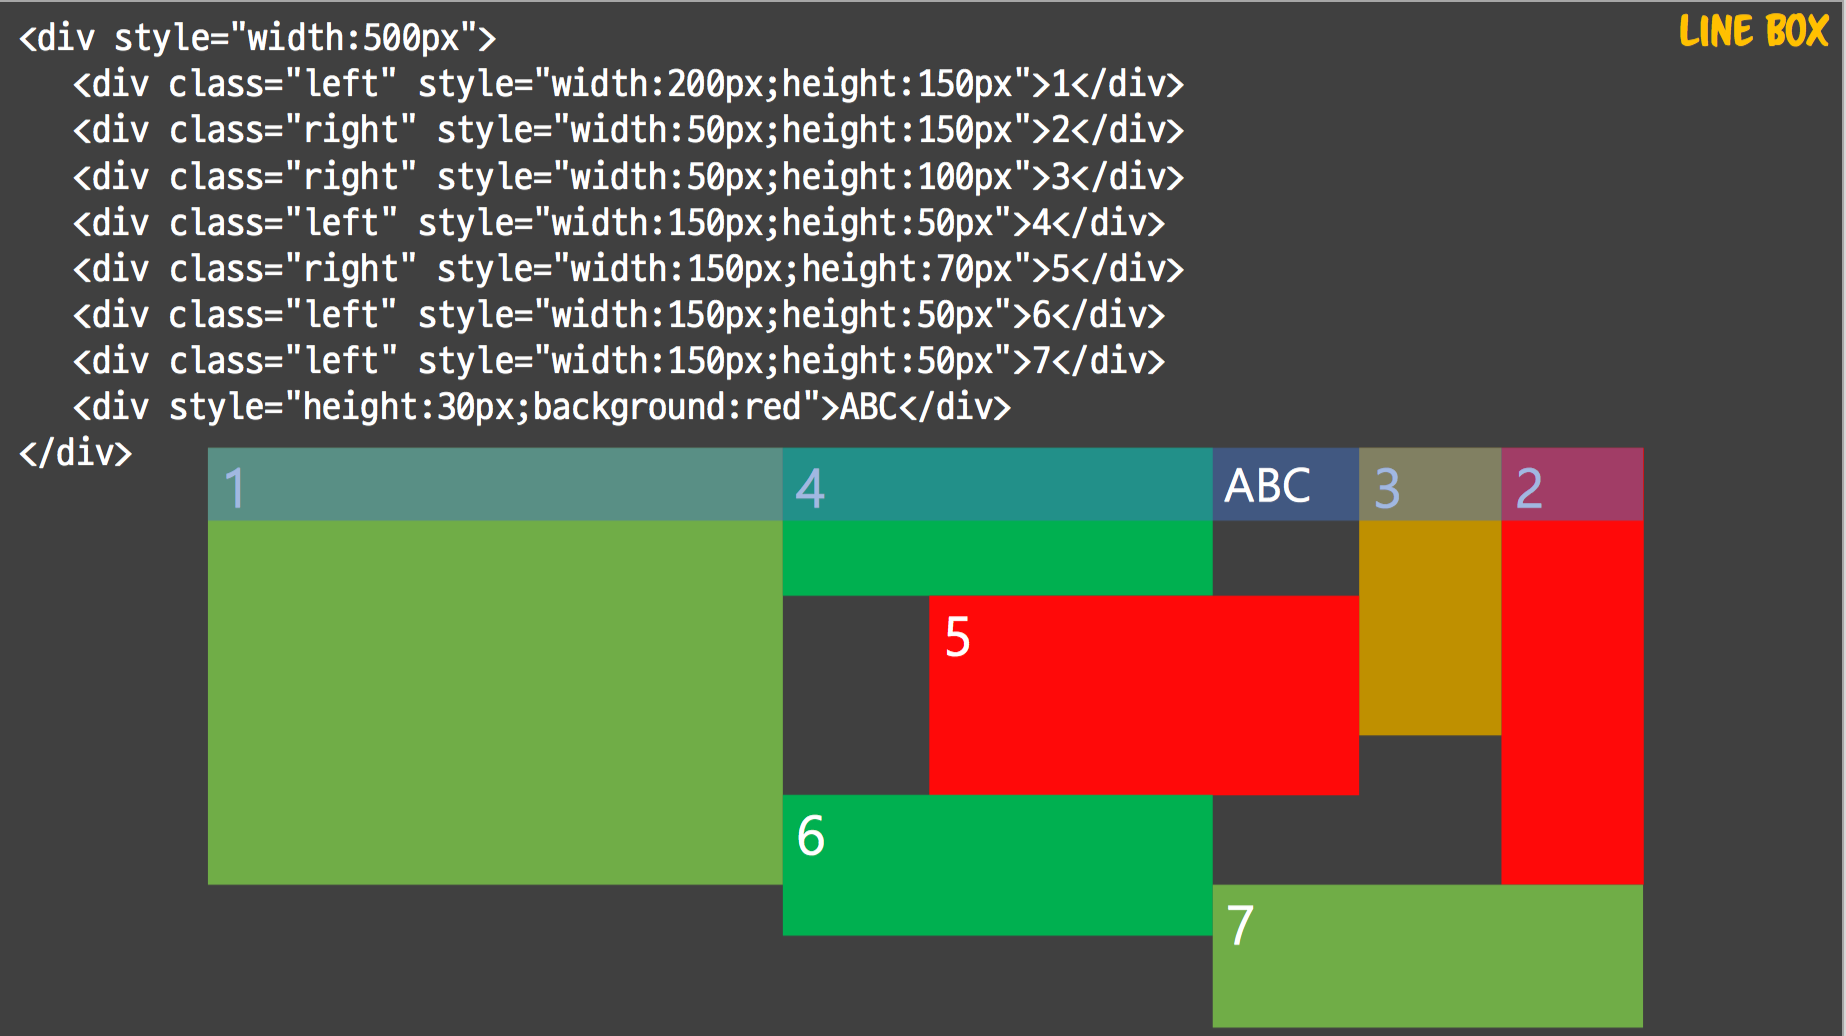 LINE BOX
<div style="width:500px">
<div class="left" style="width:200px;height:150px">1</div>
<div class="right" style="width:50px;height:150px">2</div>
<div class="right" style="width:50px;height:100px">3</div>
<div class="left" style="width:150px;height:50px">4</div>
<div class="right" style="width:150px;height:70px">5</div>
<div class="left" style="width:150px;height:50px">6</div>
<div class="left" style="width:150px;height:50px">7</div>
<div style="height:30px;background:red">ABC</div>
</div>
1 4 ABC 3 2
5
6
7